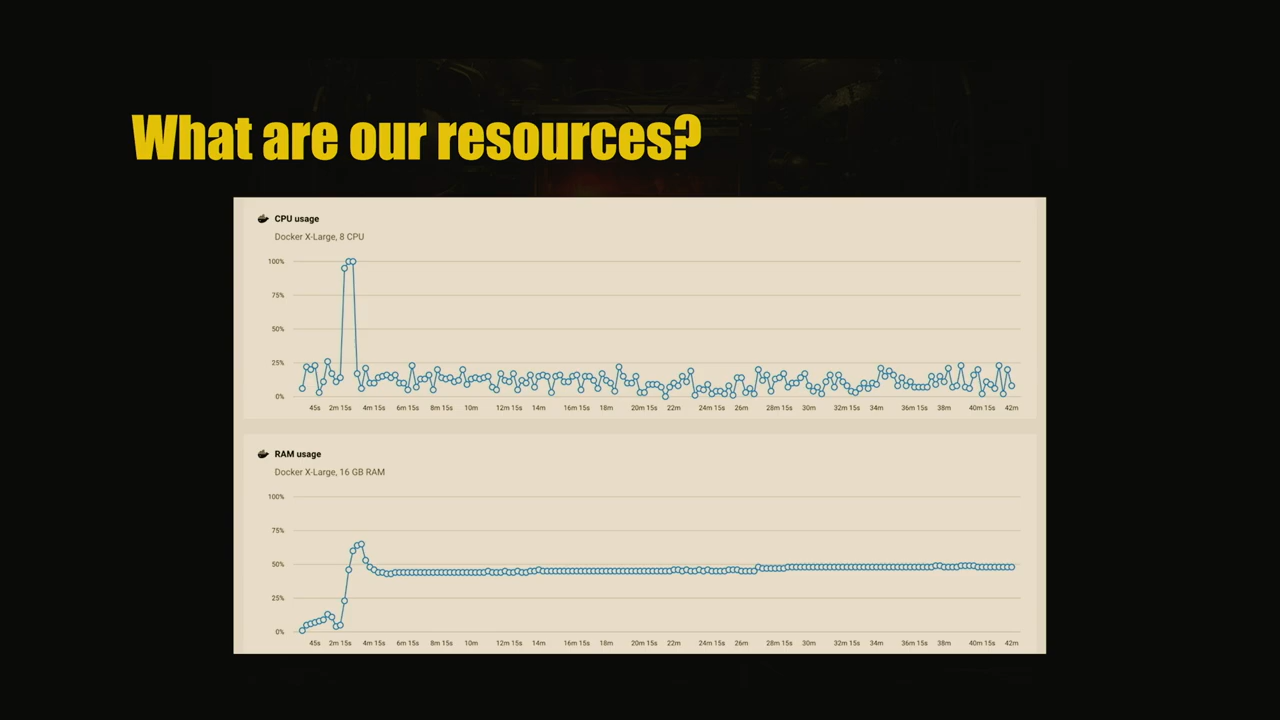 What are our resources?
CPU usage
Docker X-Large, 8 CPU
100%
75%
50%
25%
0%
45s 2m 15s 4m 15s 6m 15s 8m 15s 10m 12m 15s 14m 16m 15s 18m 20m 15s 22m 24m 15s 26m 28m 15s 30m 32m 15s 34m 36m 15s 38m 40m 15s 42m
RAM usage
Docker X-Large, 16 GB RAM
100%
75%
50%
25%
0%
45s 2m 15s 4m 15s 6m 15s 8m 15s 10m 12m 15s 14m 16m 15s 18m 20m 15s 22m 24m 15s 26m 28m 15s 30m 32m 15s 34m 36m 15s 38m 40m 15s 42m